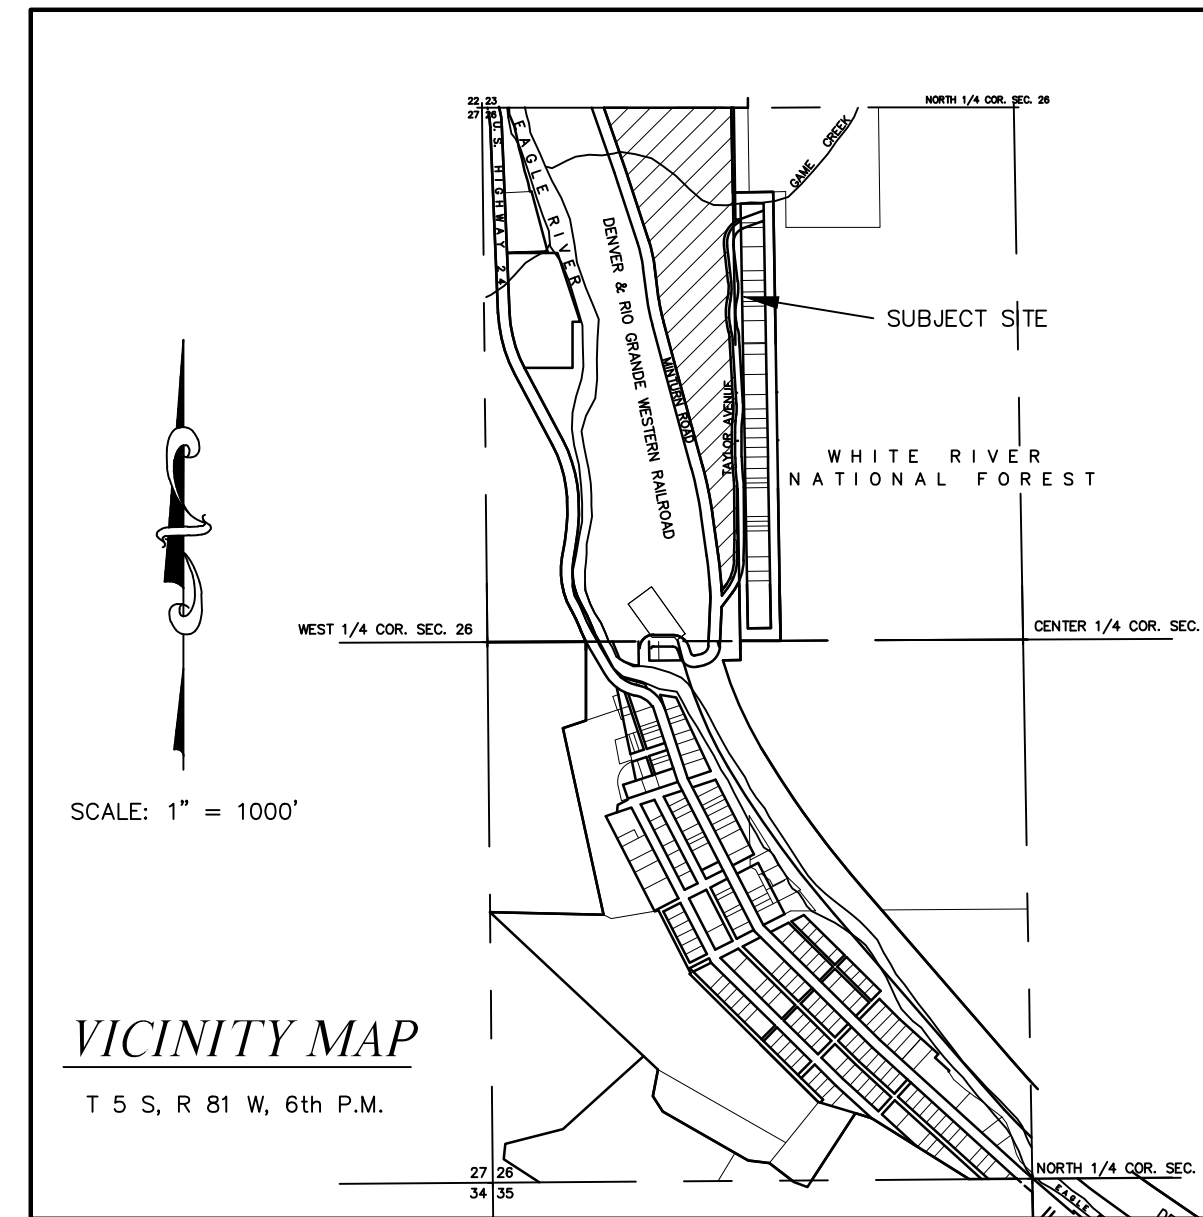 22 23
NORTH 1/4 COR. SEC. 26
27 26
U.S. HIGHWAY 24
EAGLE RIVER
GAME CREEK
DENVER & RIO GRANDE WESTERN RAILROAD
SUBJECT SITE
MINTURN ROAD
TAYLOR AVENUE
WHITE RIVER
NATIONAL FOREST
WEST 1/4 COR. SEC. 26
CENTER 1/4 COR. SEC.
SCALE: 1" = 1000'
VICINITY MAP
T 5 S, R 81 W, 6th P.M.
27 26
NORTH 1/4 COR. SEC.
34 35
EAGLE